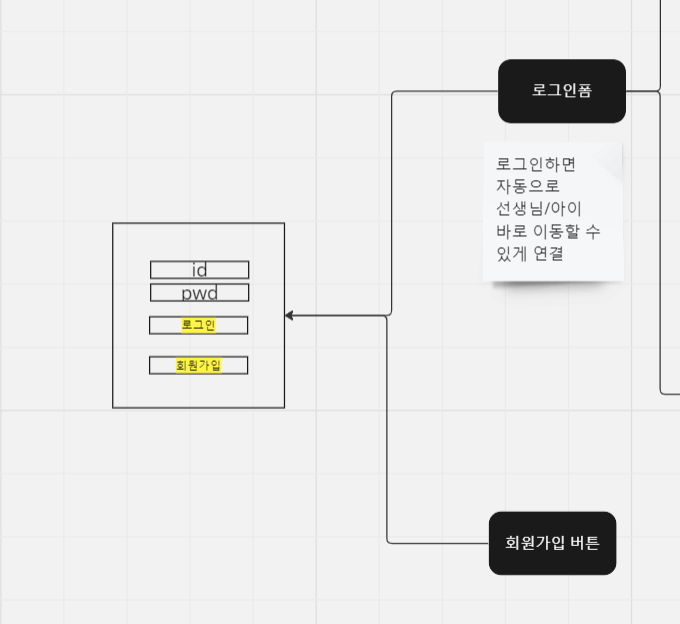 로그인폼
로그인하면
자동으로
선생님/아이
바로 이동할 수
있게 연결
id
pwd
로그인
회원가입
회원가입 버튼